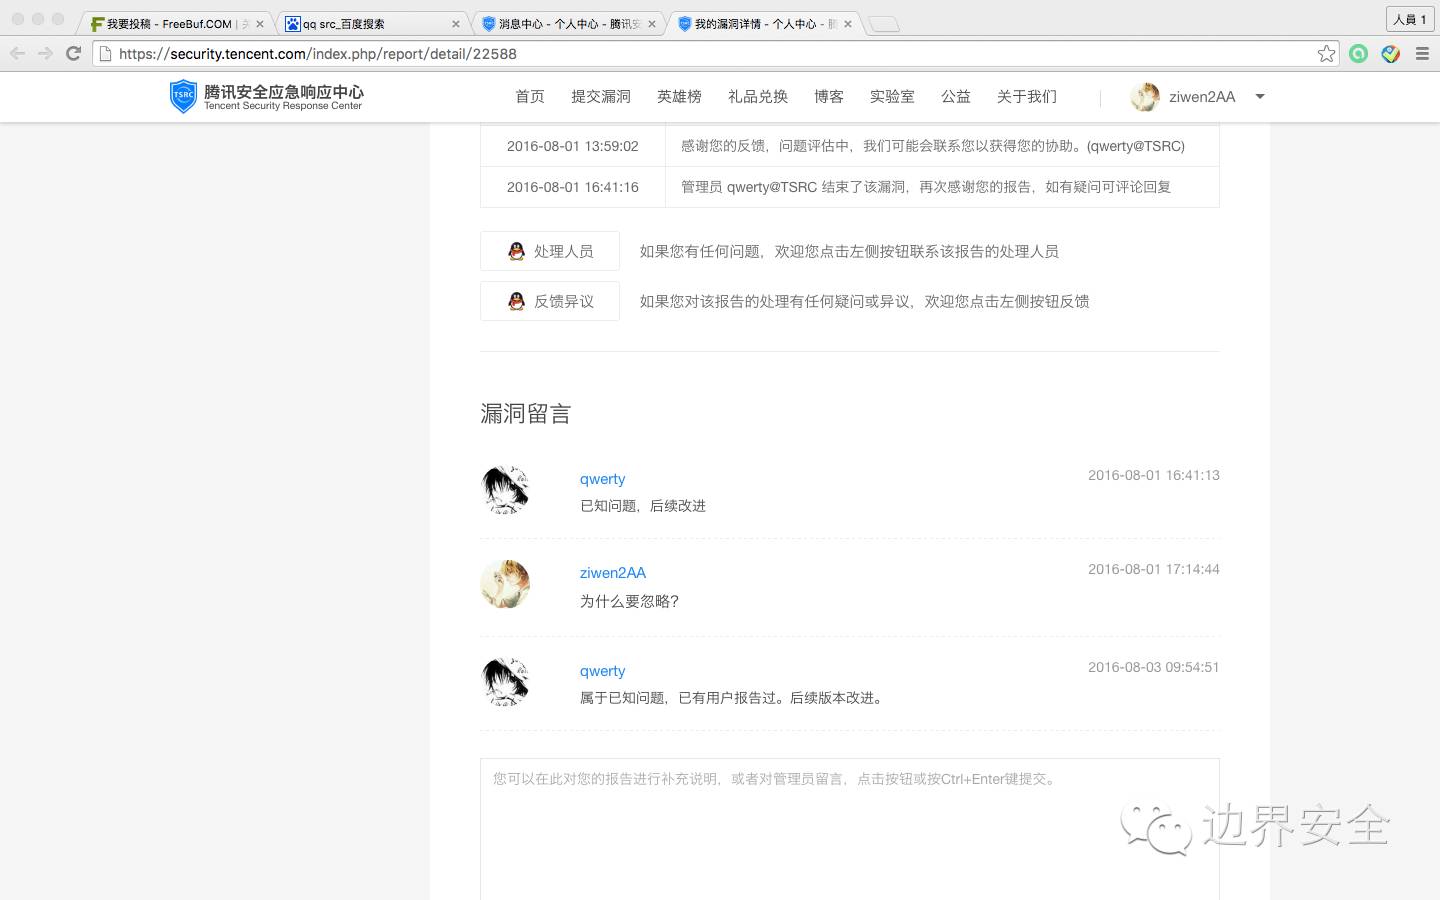 我要投稿 - FreeBuf.COM | 关
qq src_百度搜索
消息中心 - 个人中心 - 腾讯安
我的漏洞详情 - 个人中心 - 腾
人员 1
https://security.tencent.com/index.php/report/detail/22588
TSRC
腾讯安全应急响应中心
Tencent Security Response Center
首页
提交漏洞
英雄榜
礼品兑换
博客
实验室
公益
关于我们
ziwen2AA
2016-08-01 13:59:02
感谢您的反馈，问题评估中，我们可能会联系您以获得您的协助。(qwerty@TSRC)
2016-08-01 16:41:16
管理员 qwerty@TSRC 结束了该漏洞，再次感谢您的报告，如有疑问可评论回复
处理人员
如果您有任何问题，欢迎您点击左侧按钮联系该报告的处理人员
反馈异议
如果您对该报告的处理有任何疑问或异议，欢迎您点击左侧按钮反馈
漏洞留言
qwerty
2016-08-01 16:41:13
已知问题，后续改进
ziwen2AA
2016-08-01 17:14:44
为什么要忽略？
qwerty
2016-08-03 09:54:51
属于已知问题，已有用户报告过。后续版本改进。
您可以在此对您的报告进行补充说明，或者对管理员留言，点击按钮或按Ctrl+Enter键提交。
边界安全